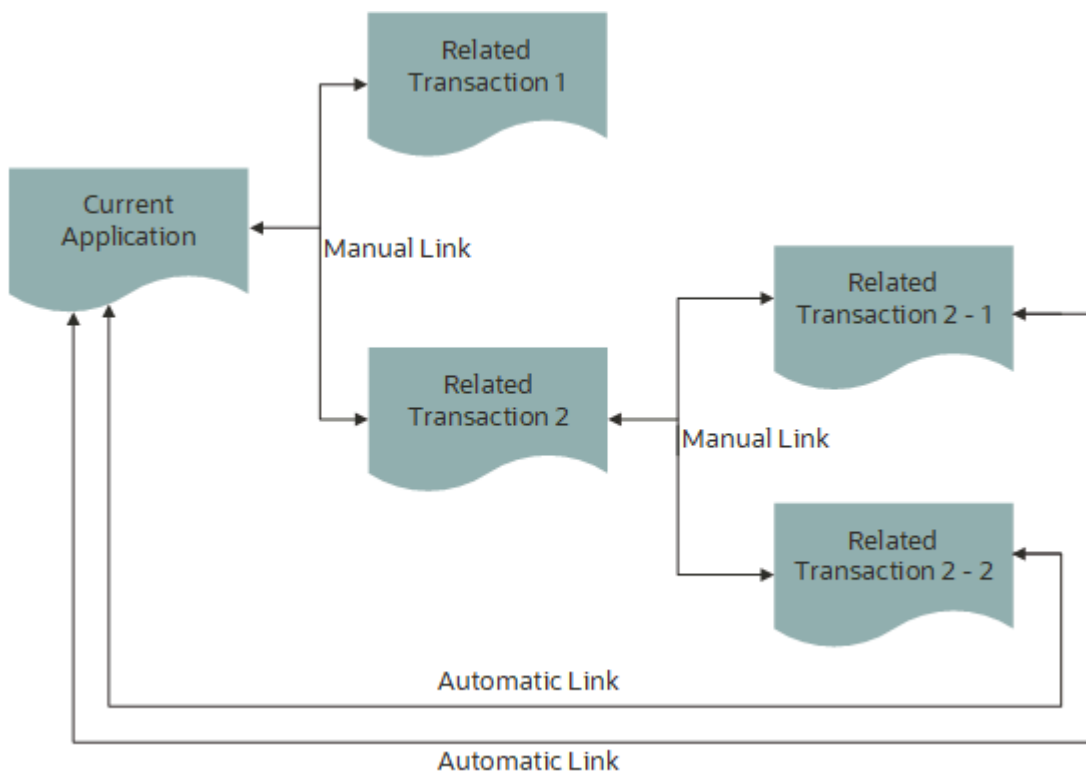 Related
Transaction 1
Current
Application
Manual Link
Related
Transaction 2 - 1
Related
Transaction 2
Manual Link
Related
Transaction 2 - 2
Automatic Link
Automatic Link